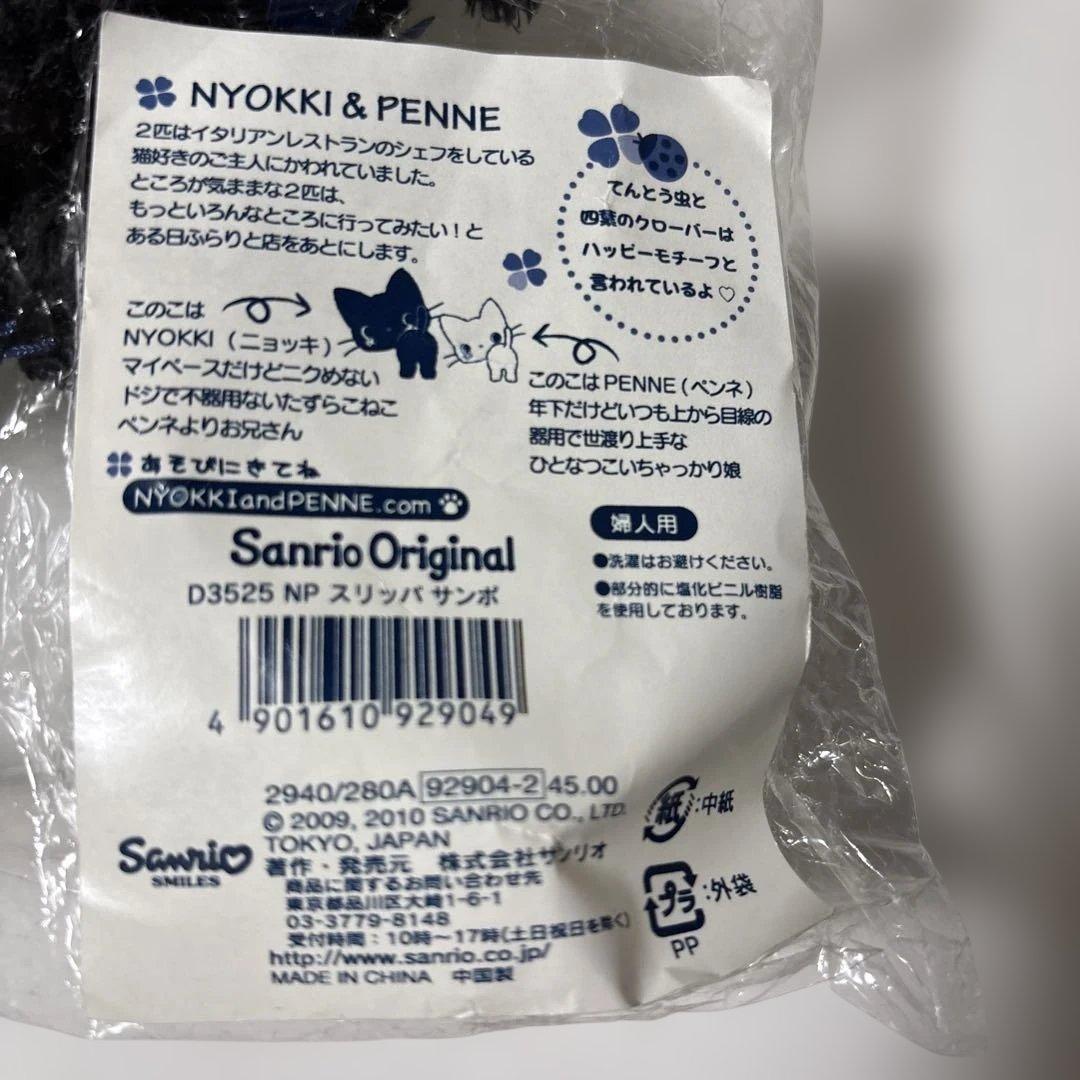 NYOKKI & PENNE
2匹はイタリアンレストランのシェフをしている
猫好きのご主人にかわれていました。
ところが気ままな2匹は、
もっといろんなところに行ってみたい！と
ある日ふらりと店をあとにします。
てんとう虫と
四葉のクローバーは
ハッピーモチーフと
言われているよ♡
このこは
NYOKKI（ニョッキ）
マイペースだけどニクめない
ドジで不器用ないたずらこねこ
ペンネよりお兄さん
このこはPENNE（ペンネ）
年下だけどいつも上から目線の
器用で世渡り上手な
ひとなつこいちゃっかり娘
あそびにきてね
NYOKKIandPENNE.com
Sanrio Original
D3525 NP スリッパ サンポ
婦人用
●洗濯はお避けください。
●部分的に塩化ビニル樹脂
を使用しております。
4 901610 929049
2940/280A 92904-2 45.00
© 2009, 2010 SANRIO CO., LTD.
TOKYO, JAPAN
著作・発売元 株式会社サンリオ
商品に関するお問い合わせ先
東京都品川区大崎1-6-1
03-3779-8148
受付時間：10時～17時(土日祝日を除く)
http://www.sanrio.co.jp/
MADE IN CHINA 中国製
Sanrio
SMILES
紙:中紙
プラ:外袋
PP